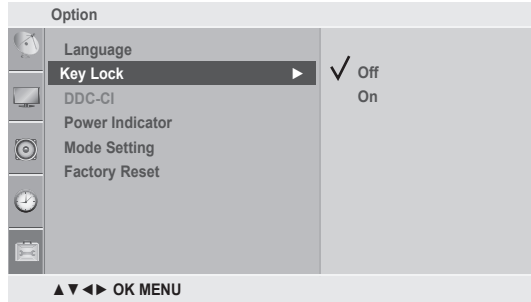 Option
Language
Key Lock ►
DDC-CI
Power Indicator
Mode Setting
Factory Reset
✓ Off
On
▲▼◄► OK MENU